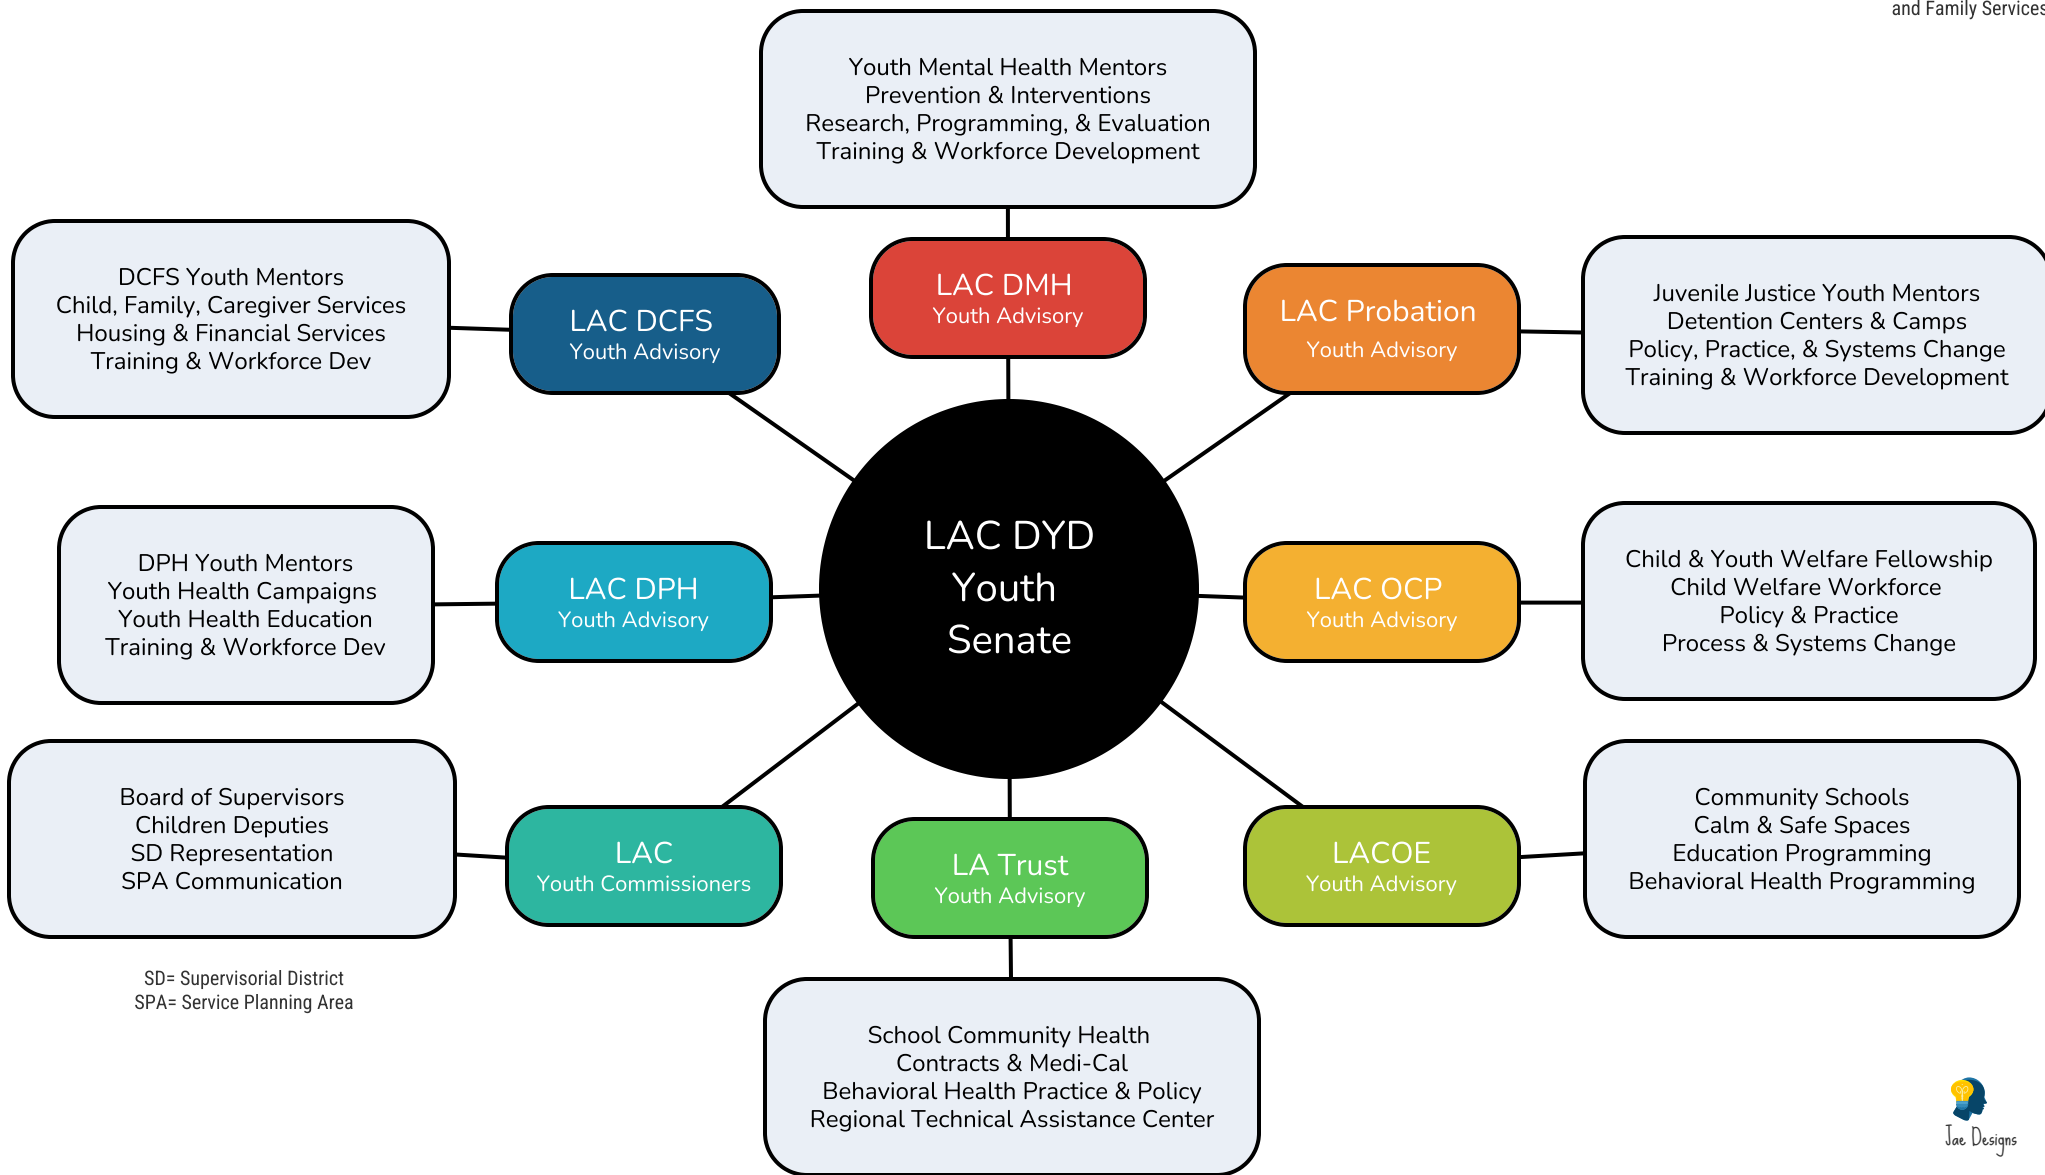 and Family Services
Youth Mental Health Mentors
Prevention & Interventions
Research, Programming, & Evaluation
Training & Workforce Development
LAC DMH
Youth Advisory
DCFS Youth Mentors
Child, Family, Caregiver Services
Housing & Financial Services
Training & Workforce Dev
LAC DCFS
Youth Advisory
LAC Probation
Youth Advisory
Juvenile Justice Youth Mentors
Detention Centers & Camps
Policy, Practice, & Systems Change
Training & Workforce Development
LAC DYD
Youth
Senate
DPH Youth Mentors
Youth Health Campaigns
Youth Health Education
Training & Workforce Dev
LAC DPH
Youth Advisory
LAC OCP
Youth Advisory
Child & Youth Welfare Fellowship
Child Welfare Workforce
Policy & Practice
Process & Systems Change
Board of Supervisors
Children Deputies
SD Representation
SPA Communication
LAC
Youth Commissioners
LA Trust
Youth Advisory
LACOE
Youth Advisory
Community Schools
Calm & Safe Spaces
Education Programming
Behavioral Health Programming
SD= Supervisorial District
SPA= Service Planning Area
School Community Health
Contracts & Medi-Cal
Behavioral Health Practice & Policy
Regional Technical Assistance Center
Jae Designs